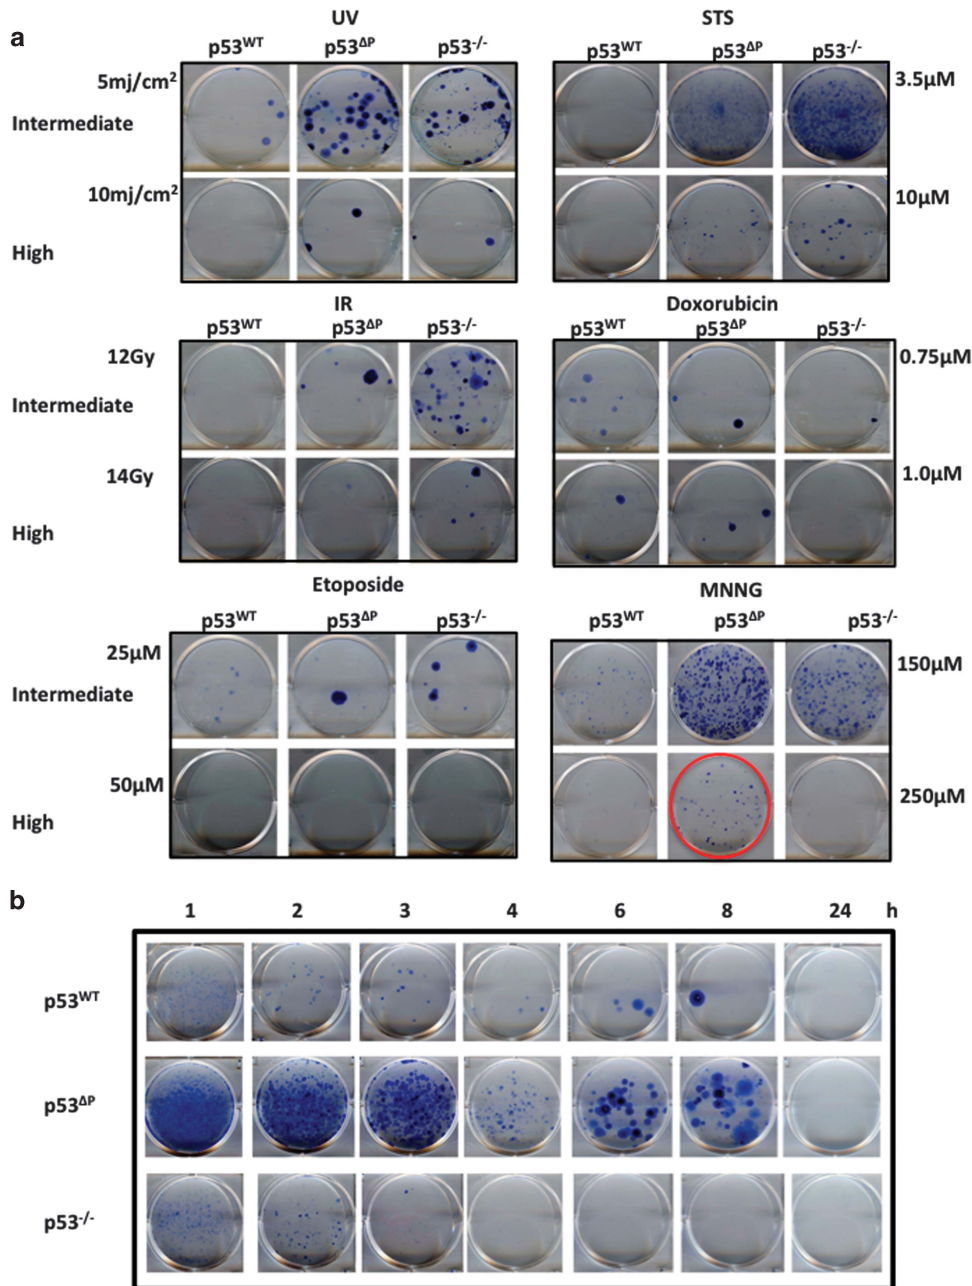 a
UV
p53WT p53ΔP p53-/-
5mj/cm2
Intermediate
10mj/cm2
High
STS
p53WT p53ΔP p53-/-
3.5μM
10μM
IR
p53WT p53ΔP p53-/-
12Gy
Intermediate
14Gy
High
Doxorubicin
p53WT p53ΔP p53-/-
0.75μM
1.0μM
Etoposide
p53WT p53ΔP p53-/-
25μM
Intermediate
50μM
High
MNNG
p53WT p53ΔP p53-/-
150μM
250μM
b
1 2 3 4 6 8 24 h
p53WT
p53ΔP
p53-/-